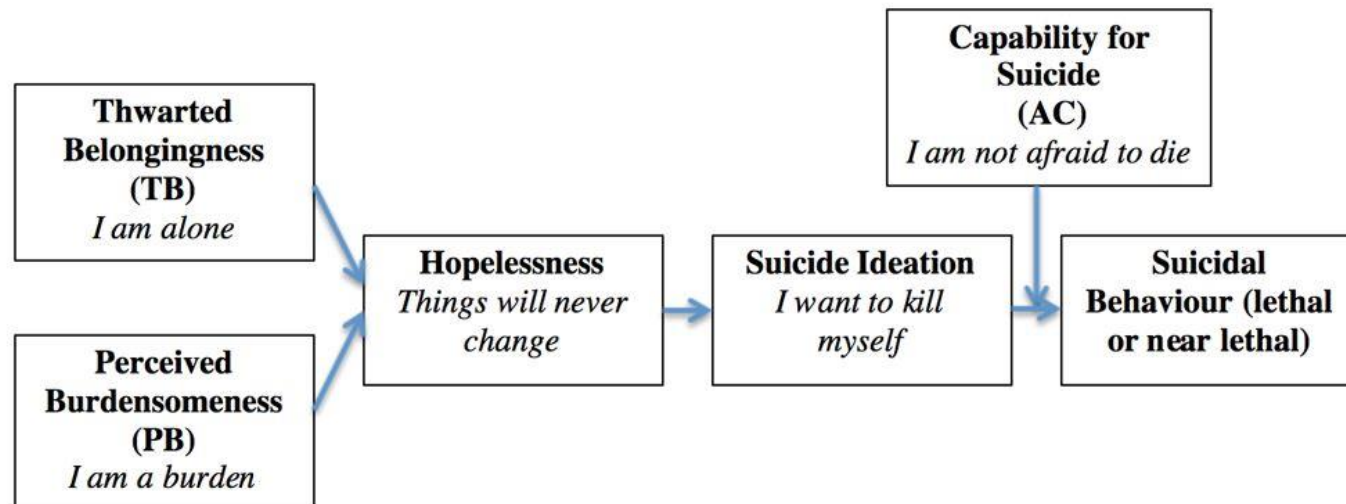 Thwarted
Belongingness
(TB)
I am alone
Perceived
Burdensomeness
(PB)
I am a burden
Hopelessness
Things will never
change
Suicide Ideation
I want to kill
myself
Capability for
Suicide
(AC)
I am not afraid to die
Suicidal
Behaviour (lethal
or near lethal)